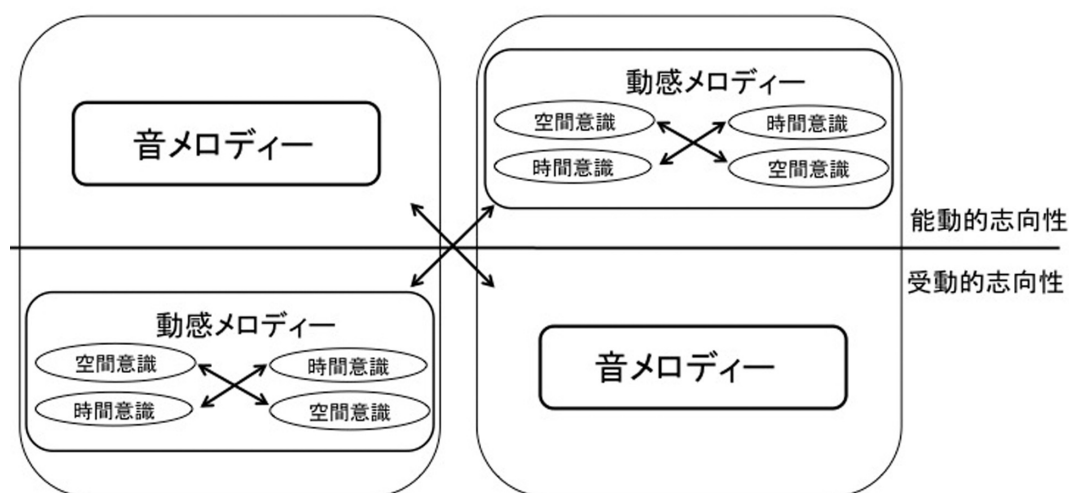 音メロディー
動感メロディー
空間意識 時間意識
時間意識 空間意識
能動的志向性
受動的志向性
動感メロディー
空間意識 時間意識
時間意識 空間意識
音メロディー